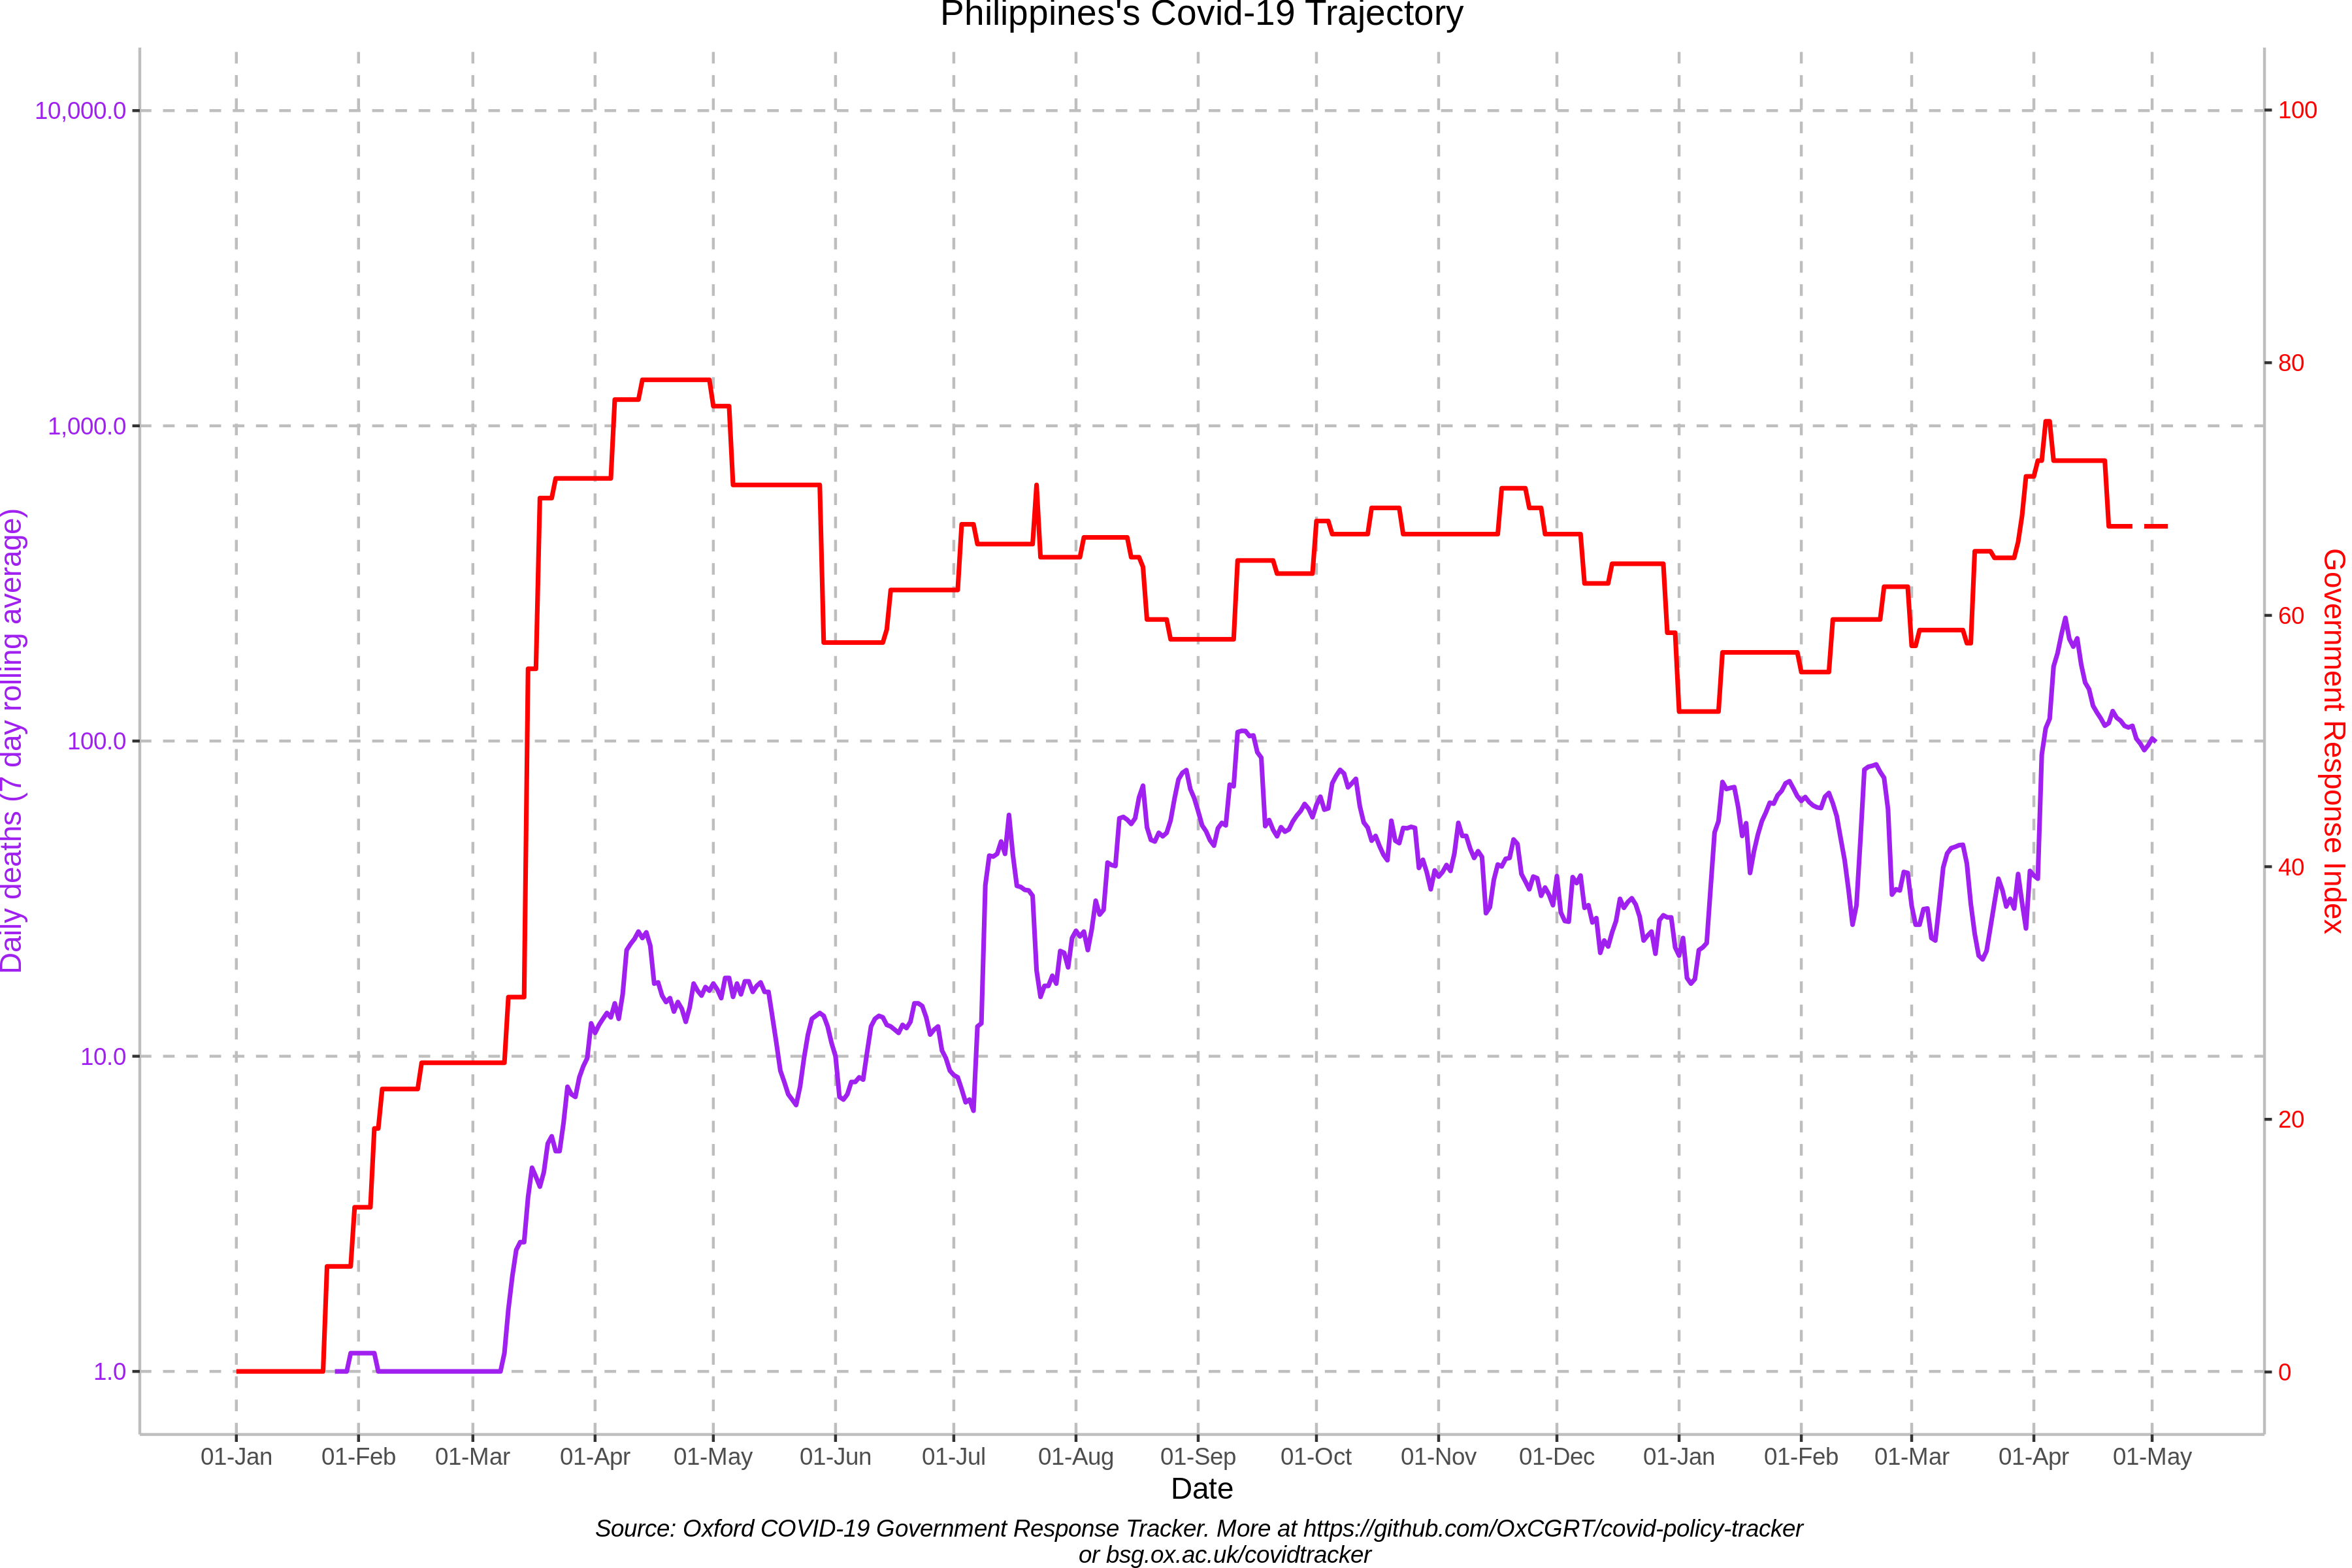 Philippines's Covid-19 Trajectory
10,000.0
1,000.0
100.0
10.0
1.0
Daily deaths (7 day rolling average)
100
80
60
40
20
0
Government Response Index
01-Jan 01-Feb 01-Mar 01-Apr 01-May 01-Jun 01-Jul 01-Aug 01-Sep 01-Oct 01-Nov 01-Dec 01-Jan 01-Feb 01-Mar 01-Apr 01-May
Date
Source: Oxford COVID-19 Government Response Tracker. More at https://github.com/OxCGRT/covid-policy-tracker
or bsg.ox.ac.uk/covidtracker